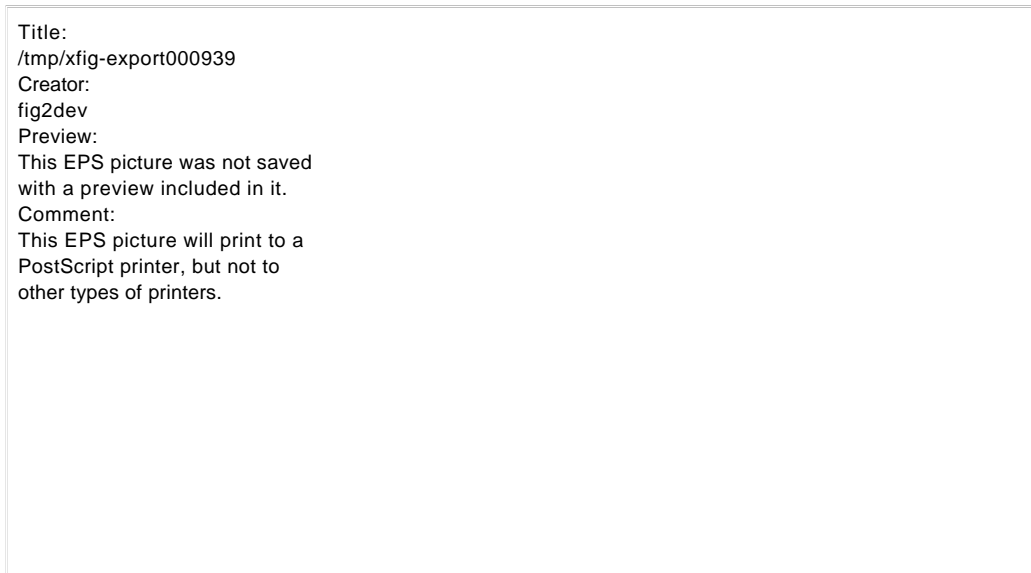 Title:
/tmp/xfig-export000939
Creator:
fig2dev
Preview:
This EPS picture was not saved
with a preview included in it.
Comment:
This EPS picture will print to a
PostScript printer, but not to
other types of printers.